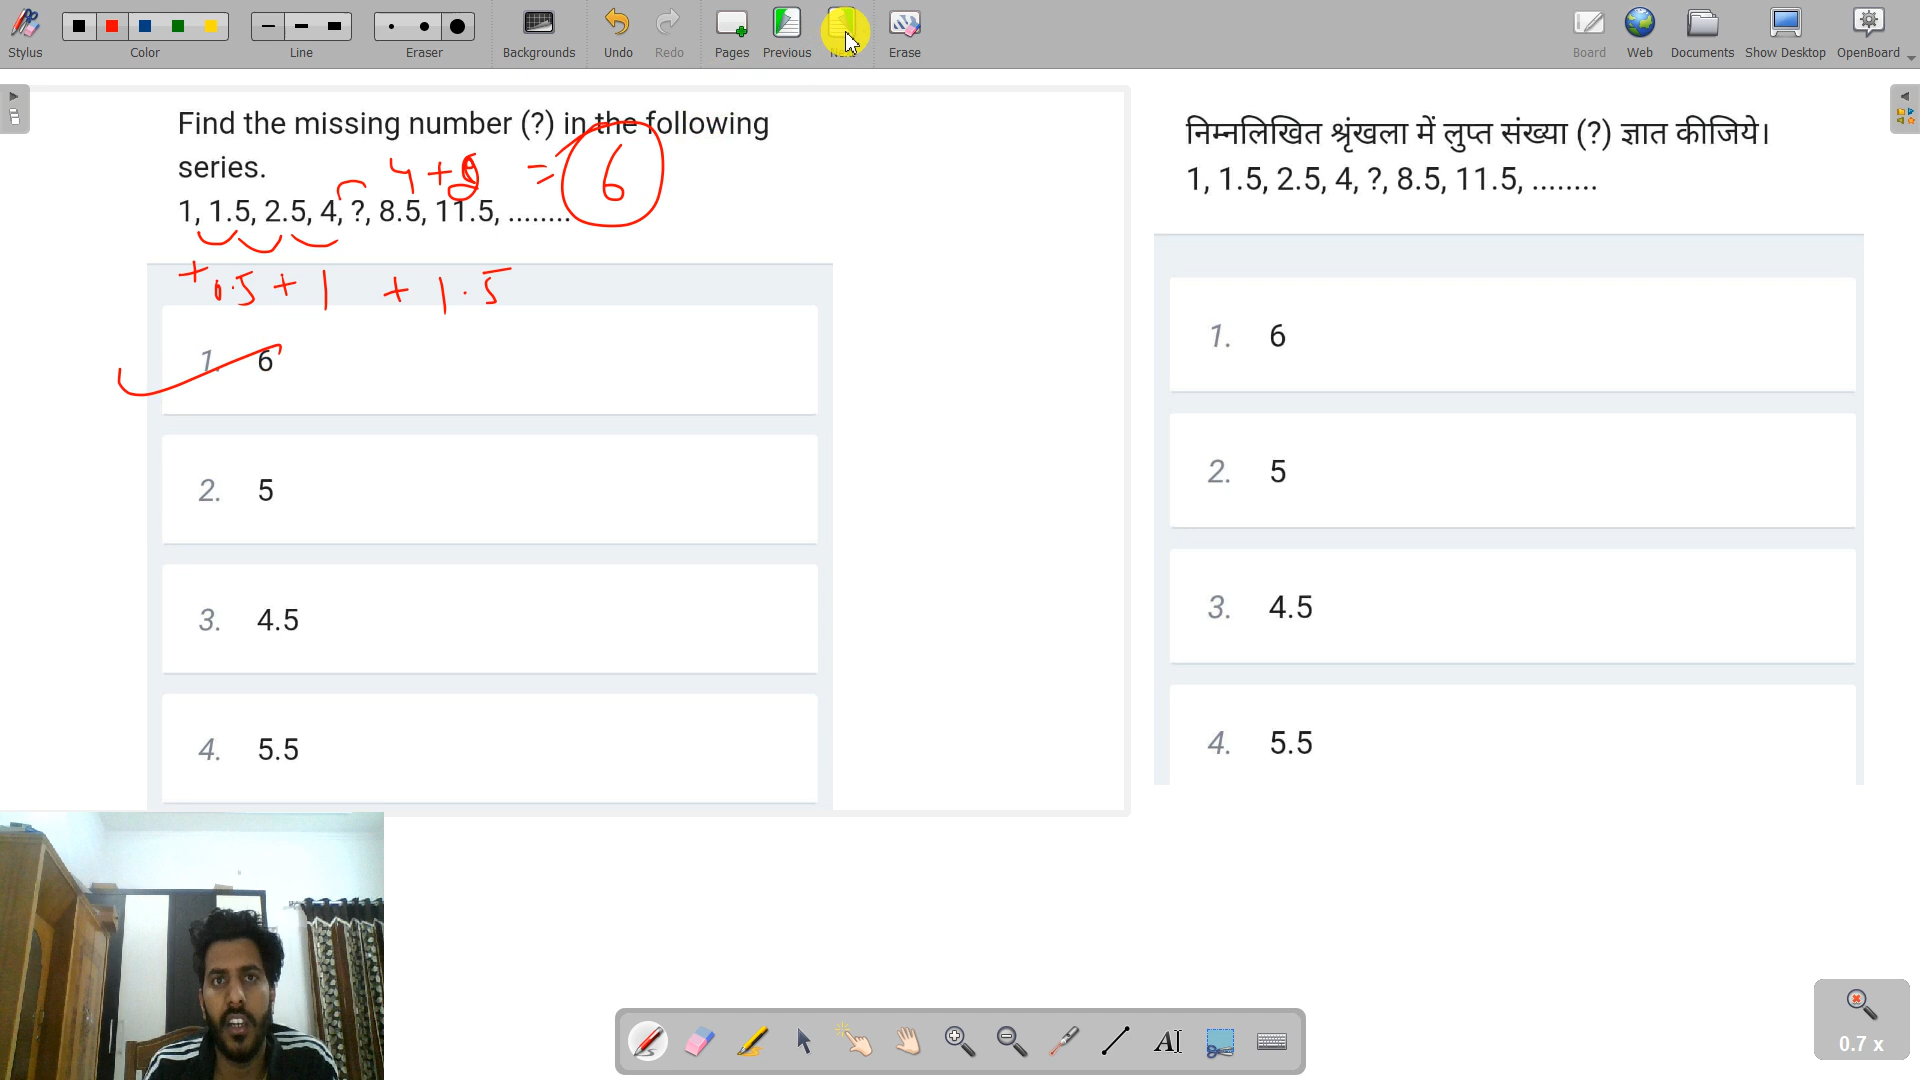 Stylus
Color
Line
Eraser
Backgrounds
Undo
Redo
Pages
Previous
Erase
Board
Web
Documents
Show Desktop
OpenBoard
Find the missing number (?) in the following
series.
4 + = 6
1, 1.5, 2.5, 4, ?, 8.5, 11.5, ........
+0.5 + 1 + 1.5
1. 6
2. 5
3. 4.5
4. 5.5
निम्नलिखित श्रृंखला में लुप्त संख्या (?) ज्ञात कीजिये।
1, 1.5, 2.5, 4, ?, 8.5, 11.5, ........
1. 6
2. 5
3. 4.5
4. 5.5
0.7 x